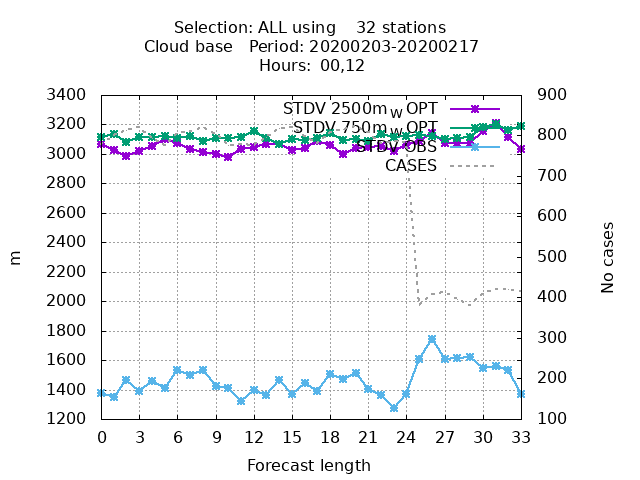 Selection: ALL using 32 stations
Cloud base Period: 20200203-20200217
Hours: 00,12
STDV 2500m_W OPT
STDV 750m_W OPT
STDV OBS
CASES
3400
3200
3000
2800
2600
2400
2200
2000
1800
1600
1400
1200
m
900
800
700
600
500
400
300
200
100
No cases
0 3 6 9 12 15 18 21 24 27 30 33
Forecast length